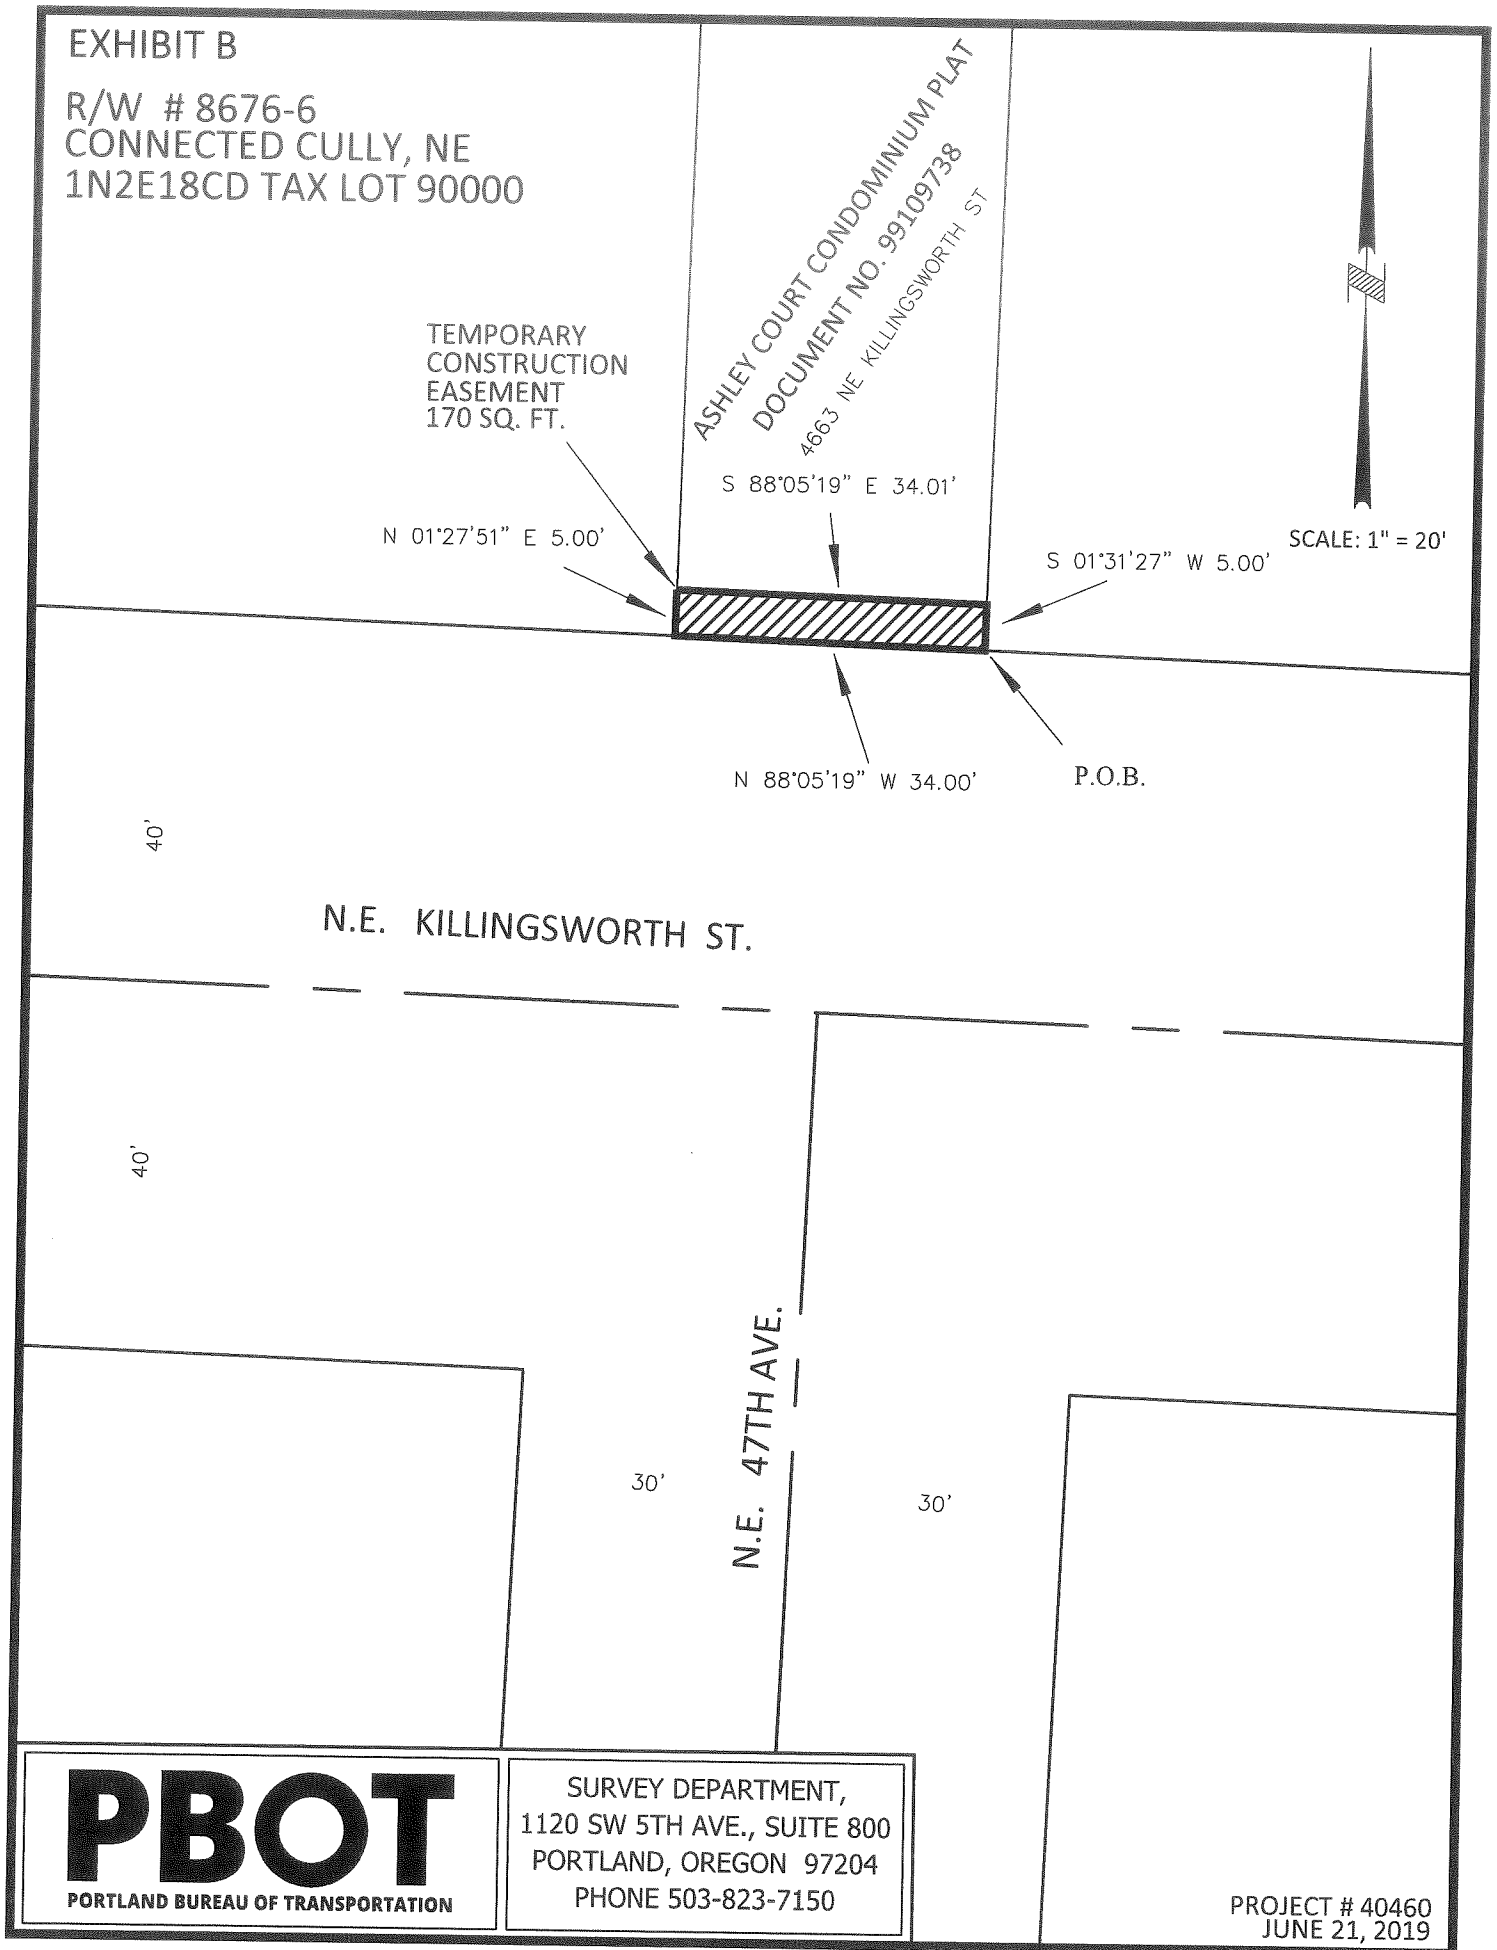 EXHIBIT B
R/W # 8676-6
CONNECTED CULLY, NE
1N2E18CD TAX LOT 90000
ASHLEY COURT CONDOMINIUM PLAT
DOCUMENT NO. 99109738
4663 NE KILLINGSWORTH ST
TEMPORARY
CONSTRUCTION
EASEMENT
170 SQ. FT.
S 88°05'19" E 34.01'
N 01°27'51" E 5.00'
SCALE: 1" = 20'
S 01°31'27" W 5.00'
N 88°05'19" W 34.00'
P.O.B.
40'
N.E. KILLINGSWORTH ST.
40'
N.E. 47TH AVE.
30'
30'
PBOT
PORTLAND BUREAU OF TRANSPORTATION
SURVEY DEPARTMENT,
1120 SW 5TH AVE., SUITE 800
PORTLAND, OREGON 97204
PHONE 503-823-7150
PROJECT # 40460
JUNE 21, 2019